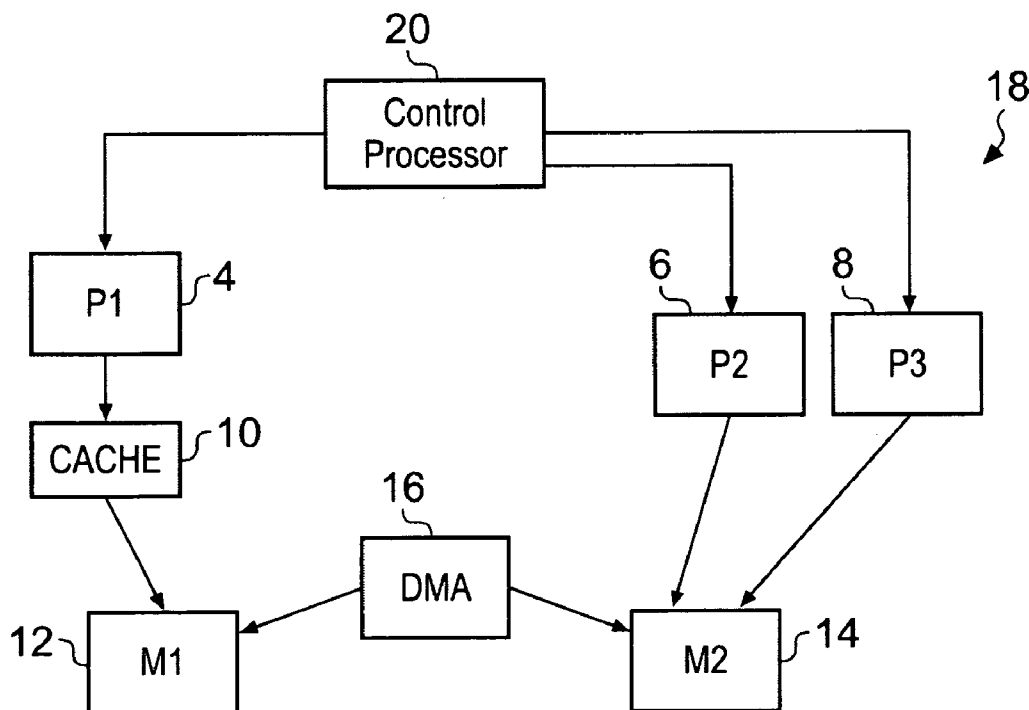 20
18
Control
Processor
4
P1
6
8
P2
P3
10
CACHE
16
DMA
12
M1
M2
14